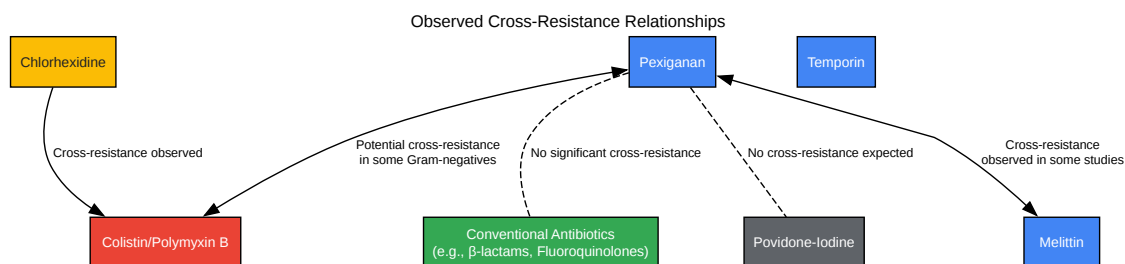 Observed Cross-Resistance Relationships
Chlorhexidine
Pexiganan
Temporin
Cross-resistance observed
Potential cross-resistance
in some Gram-negatives
No significant cross-resistance
No cross-resistance expected
Cross-resistance
observed in some studies
Colistin/Polymyxin B
Conventional Antibiotics
(e.g., β-lactams, Fluoroquinolones)
Povidone-Iodine
Melittin